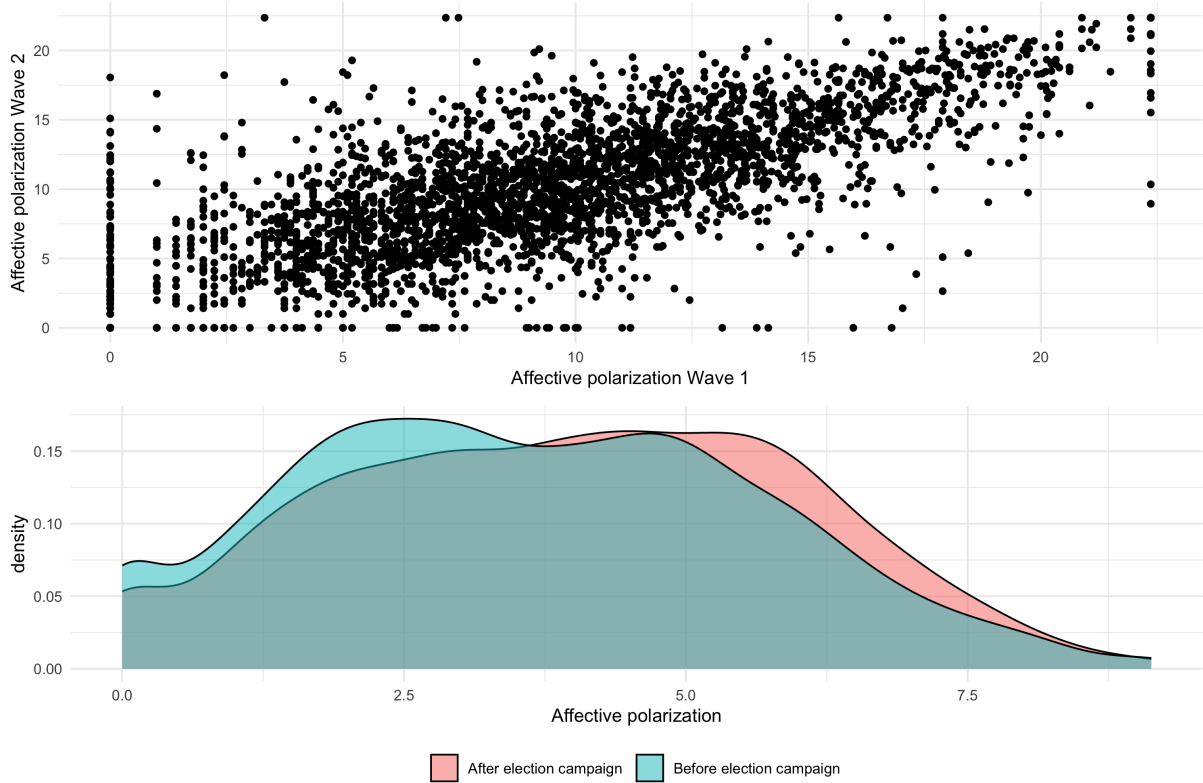 Affective polarization Wave 2
20
15
10
5
0
0 5 10 15 20
Affective polarization Wave 1
density
0.15
0.10
0.05
0.00
0.0 2.5 5.0 7.5
Affective polarization
After election campaign Before election campaign